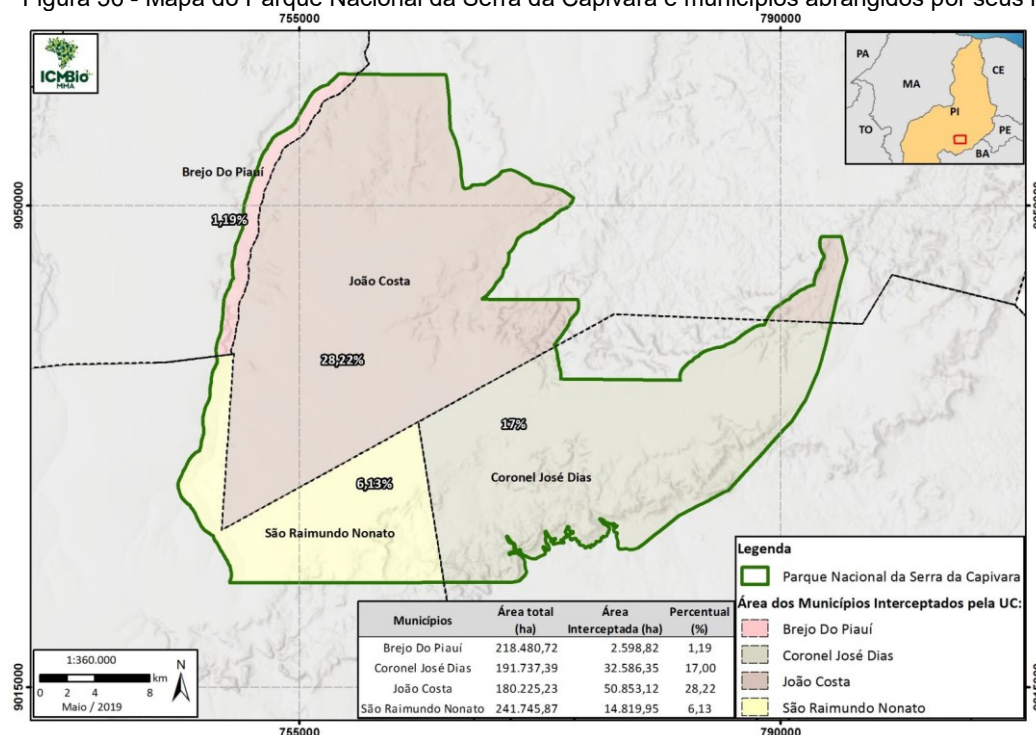 Figura 36 - Mapa do Parque Nacional da Serra da Capivara e municípios abrangidos por seus
755000
790000
ICMBio
MMA
PA
MA
CE
PI
TO
PE
BA
Brejo Do Piauí
1,19%
9050000
João Costa
28,22%
17%
6,13%
Coronel José Dias
São Raimundo Nonato
Legenda
Parque Nacional da Serra da Capivara
Área dos Municípios Interceptados pela UC:
Brejo Do Piauí
Coronel José Dias
João Costa
São Raimundo Nonato
Municípios Área total (ha) Área Interceptada (ha) Percentual (%)
Brejo Do Piauí 218.480,72 2.598,82 1,19
Coronel José Dias 191.737,39 32.586,35 17,00
João Costa 180.225,23 50.853,12 28,22
São Raimundo Nonato 241.745,87 14.819,95 6,13
1:360.000
N
0 2 4 8 km
Maio / 2019
9015000
755000
790000